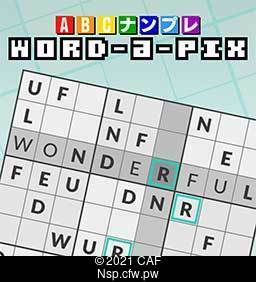 ABCナンプレ
WORD-a-PIX
U F L
L N N
N F E
W O N D E R F U L
F E U R
D D N R
W U R F
©2021 CAF
Nsp.cfw.pw